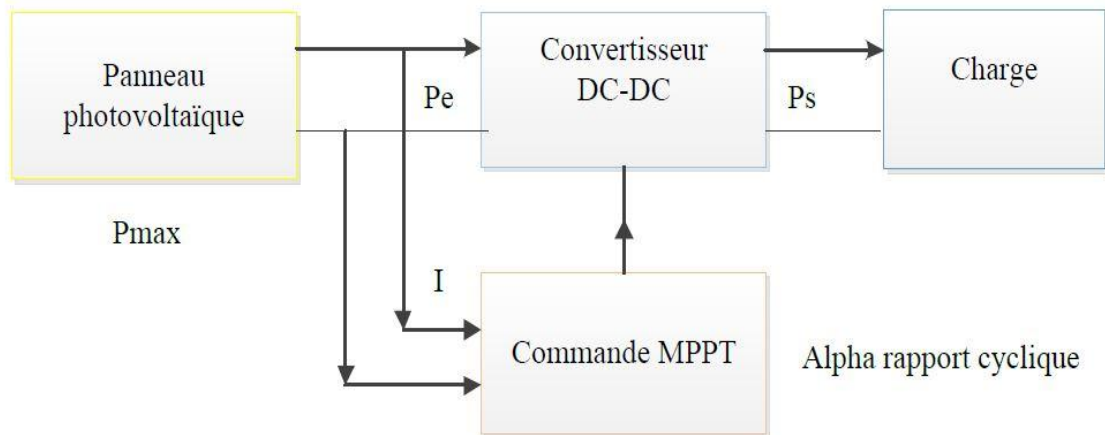 Panneau
photovoltaïque
Pe
Convertisseur
DC-DC
Ps
Charge
Pmax
I
Commande MPPT
Alpha rapport cyclique